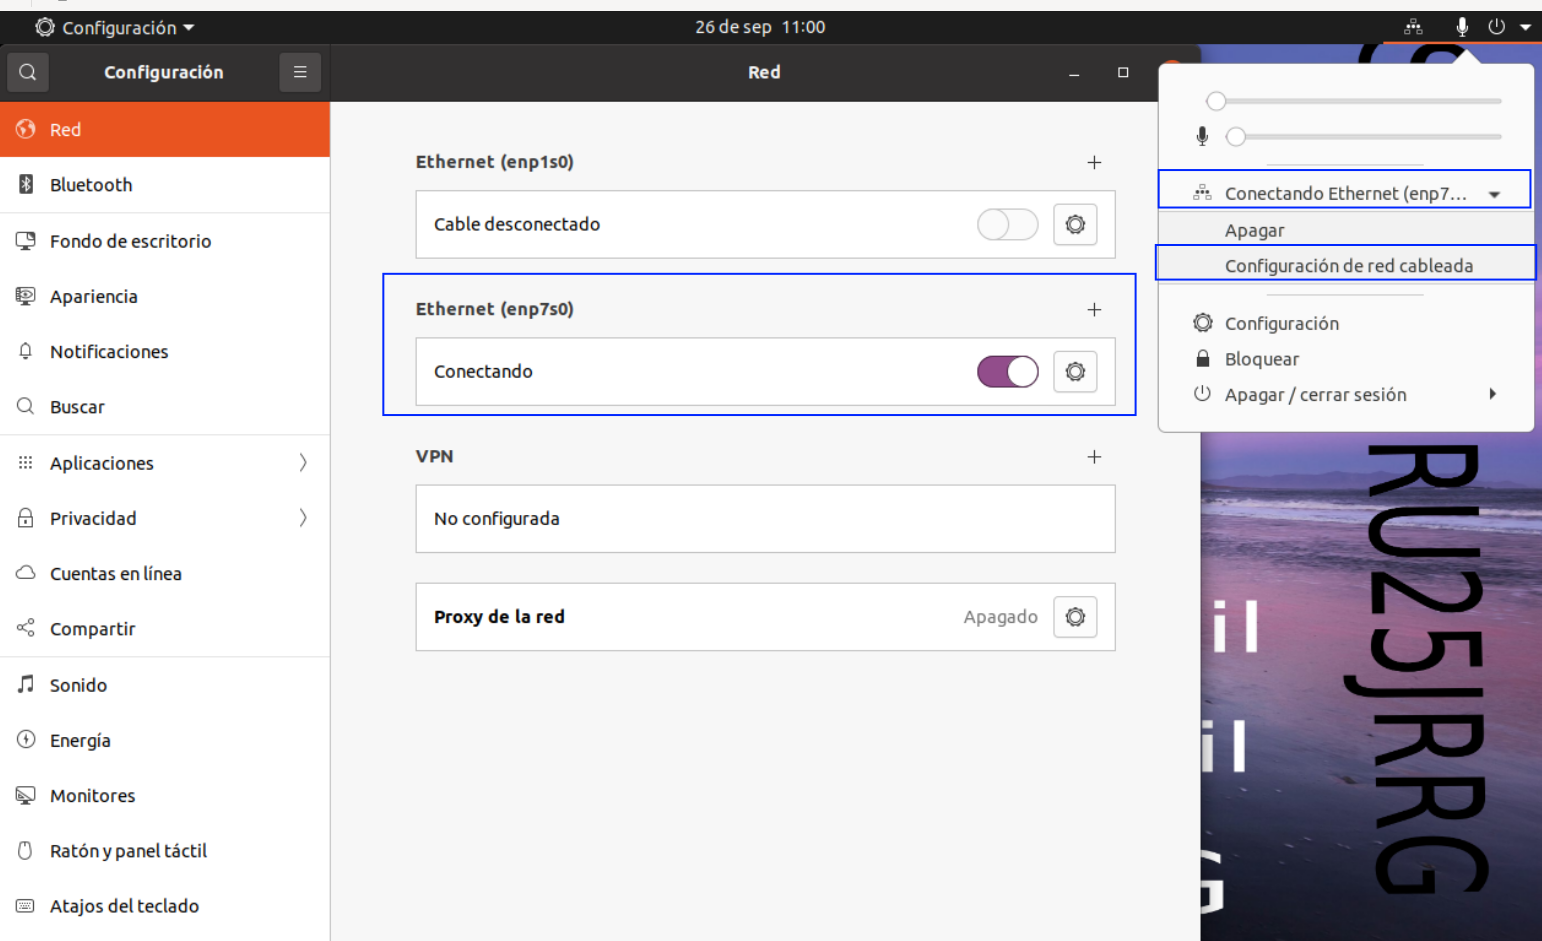 Configuración
26 de sep 11:00
Configuración
Red
Red
Bluetooth
Fondo de escritorio
Apariencia
Notificaciones
Buscar
Aplicaciones
Privacidad
Cuentas en línea
Compartir
Sonido
Energía
Monitores
Ratón y panel táctil
Atajos del teclado
Ethernet (enp1s0)
Cable desconectado
Ethernet (enp7s0)
Conectando
VPN
No configurada
Proxy de la red
Apagado
Conectando Ethernet (enp7...
Apagar
Configuración de red cableada
Configuración
Bloquear
Apagar / cerrar sesión
RU25JRRG
il
il
G